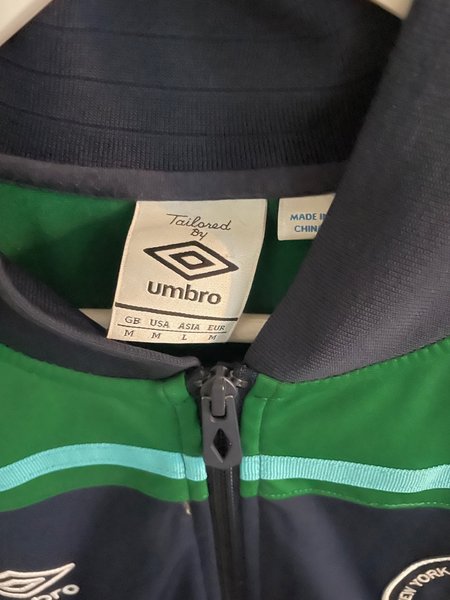 Tailored
By
umbro
GB USA ASIA EUR
M M L M
MADE IN
CHINA
umbro
NEW YORK